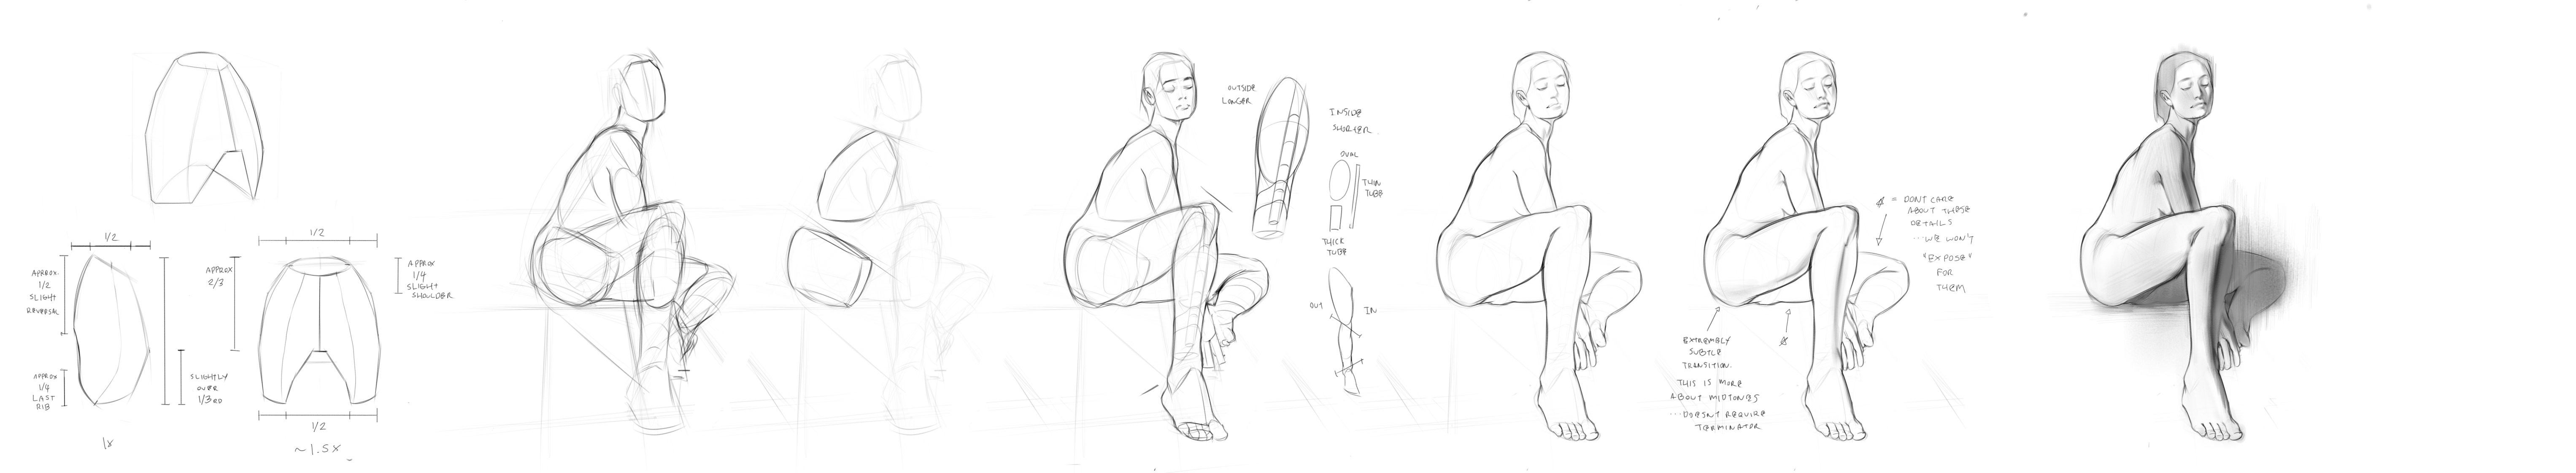 1/2
APPROX
1/2
SLIGHT
REVERSAL
APPROX
1/4
LAST
RIB
SLIGHTLY
OVER
1/3RD
1X
1/2
APPROX
2/3
APPROX
1/4
SLIGHT
SHOULDER
1/2
~1.5X
OUTSIDE
LONGER
INSIDE
SHORTER
OVAL
THIN
TUBE
THICK
TUBE
OUT
IN
EXTREMELY
SUBTLE
TRANSITION.
THIS IS MORE
ABOUT MIDTONES
...DOESNT REQUIRE
TERMINATOR
= DONT CARE
ABOUT THESE
DETAILS
...WE WON'T
"EXPOSE"
FOR
THEM